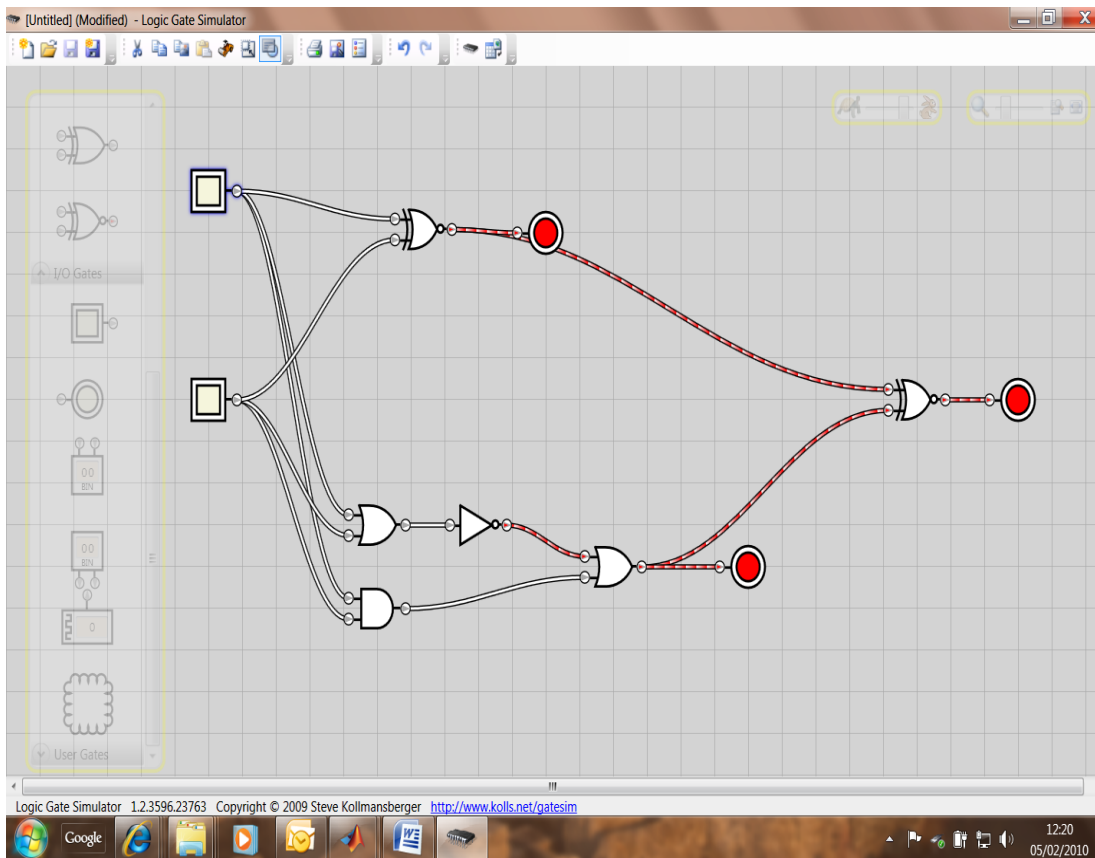 [Untitled] (Modified) - Logic Gate Simulator
I/O Gates
00
BIN
00
BIN
0
User Gates
Logic Gate Simulator 1.2.3596.23763 Copyright © 2009 Steve Kollmansberger http://www.kolls.net/gatesim
Google
12:20
05/02/2010